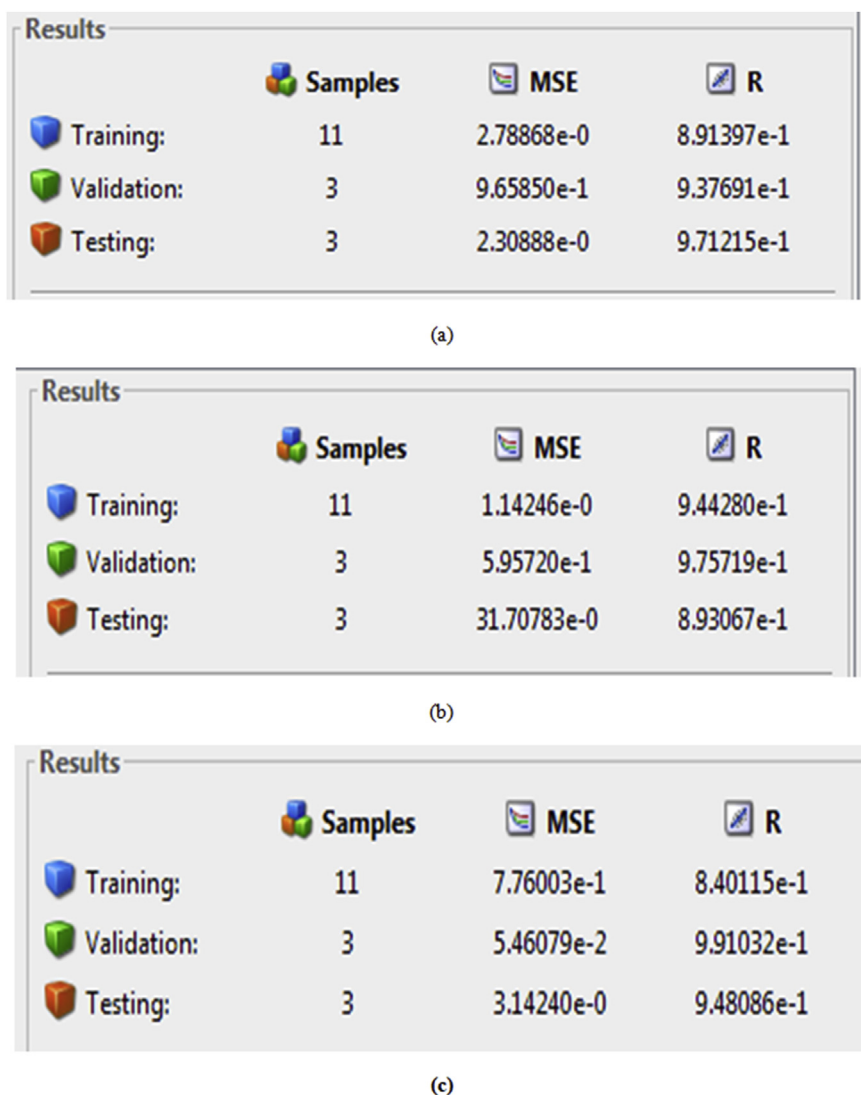 Results
Samples MSE R
Training: 11 2.78868e-0 8.91397e-1
Validation: 3 9.65850e-1 9.37691e-1
Testing: 3 2.30888e-0 9.71215e-1
(a)
Results
Samples MSE R
Training: 11 1.14246e-0 9.44280e-1
Validation: 3 5.95720e-1 9.75719e-1
Testing: 3 31.70783e-0 8.93067e-1
(b)
Results
Samples MSE R
Training: 11 7.76003e-1 8.40115e-1
Validation: 3 5.46079e-2 9.91032e-1
Testing: 3 3.14240e-0 9.48086e-1
(c)